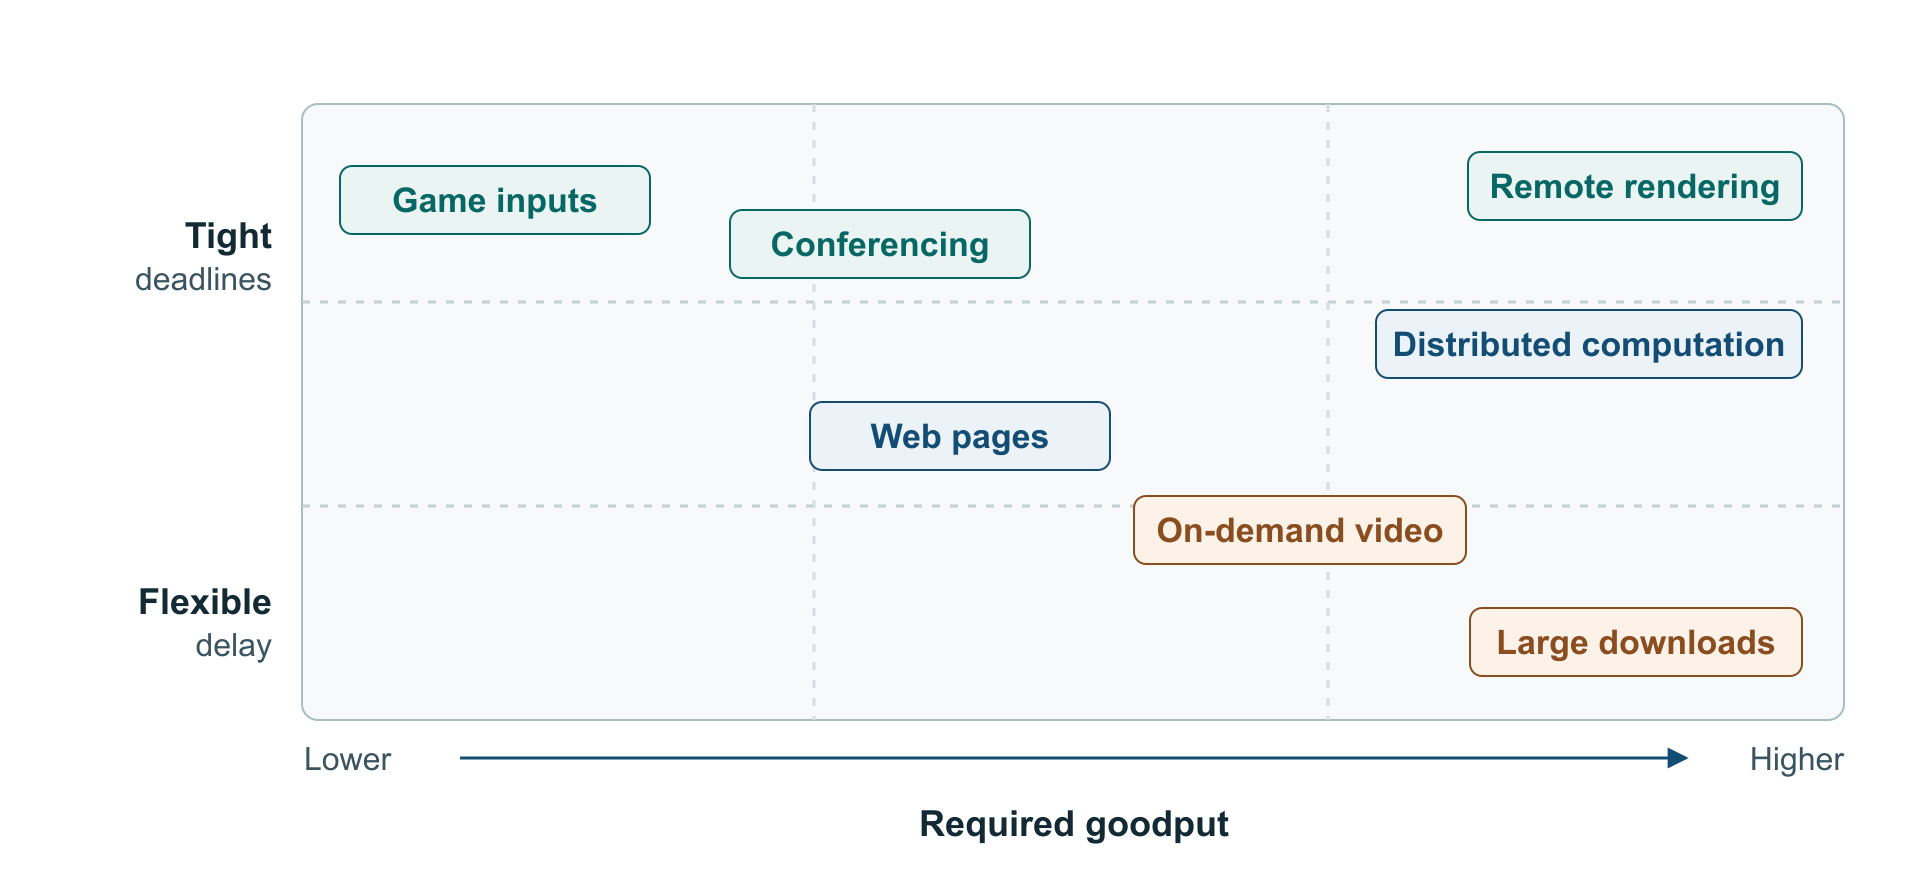 Game inputs
Remote rendering
Tight
deadlines
Conferencing
Distributed computation
Web pages
On-demand video
Flexible
delay
Large downloads
Lower
Higher
Required goodput